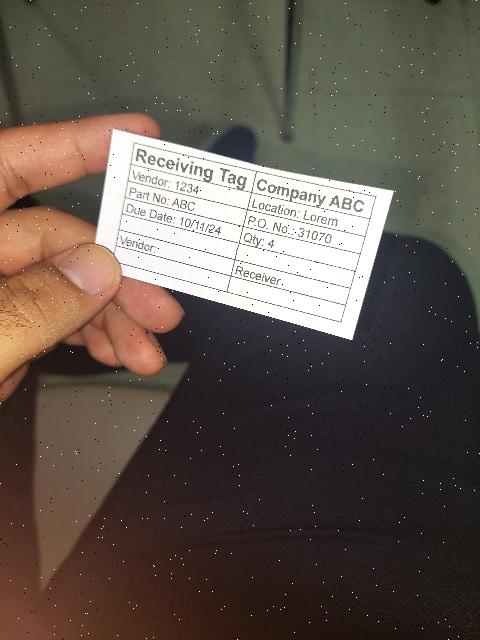 Receiving Tag Company ABC
Vendor: 1234 Location: Lorem
Part No: ABC P.O. No.: 31070
Due Date: 10/11/24 Qty: 4
Vendor: Receiver: